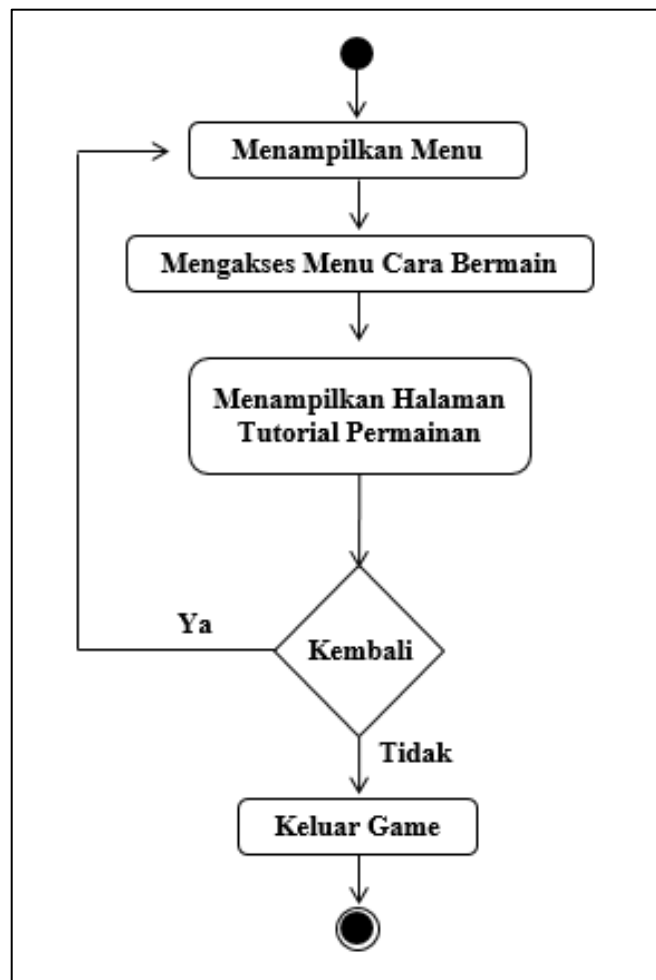 Menampilkan Menu
Mengakses Menu Cara Bermain
Menampilkan Halaman
Tutorial Permainan
Ya
Kembali
Tidak
Keluar Game